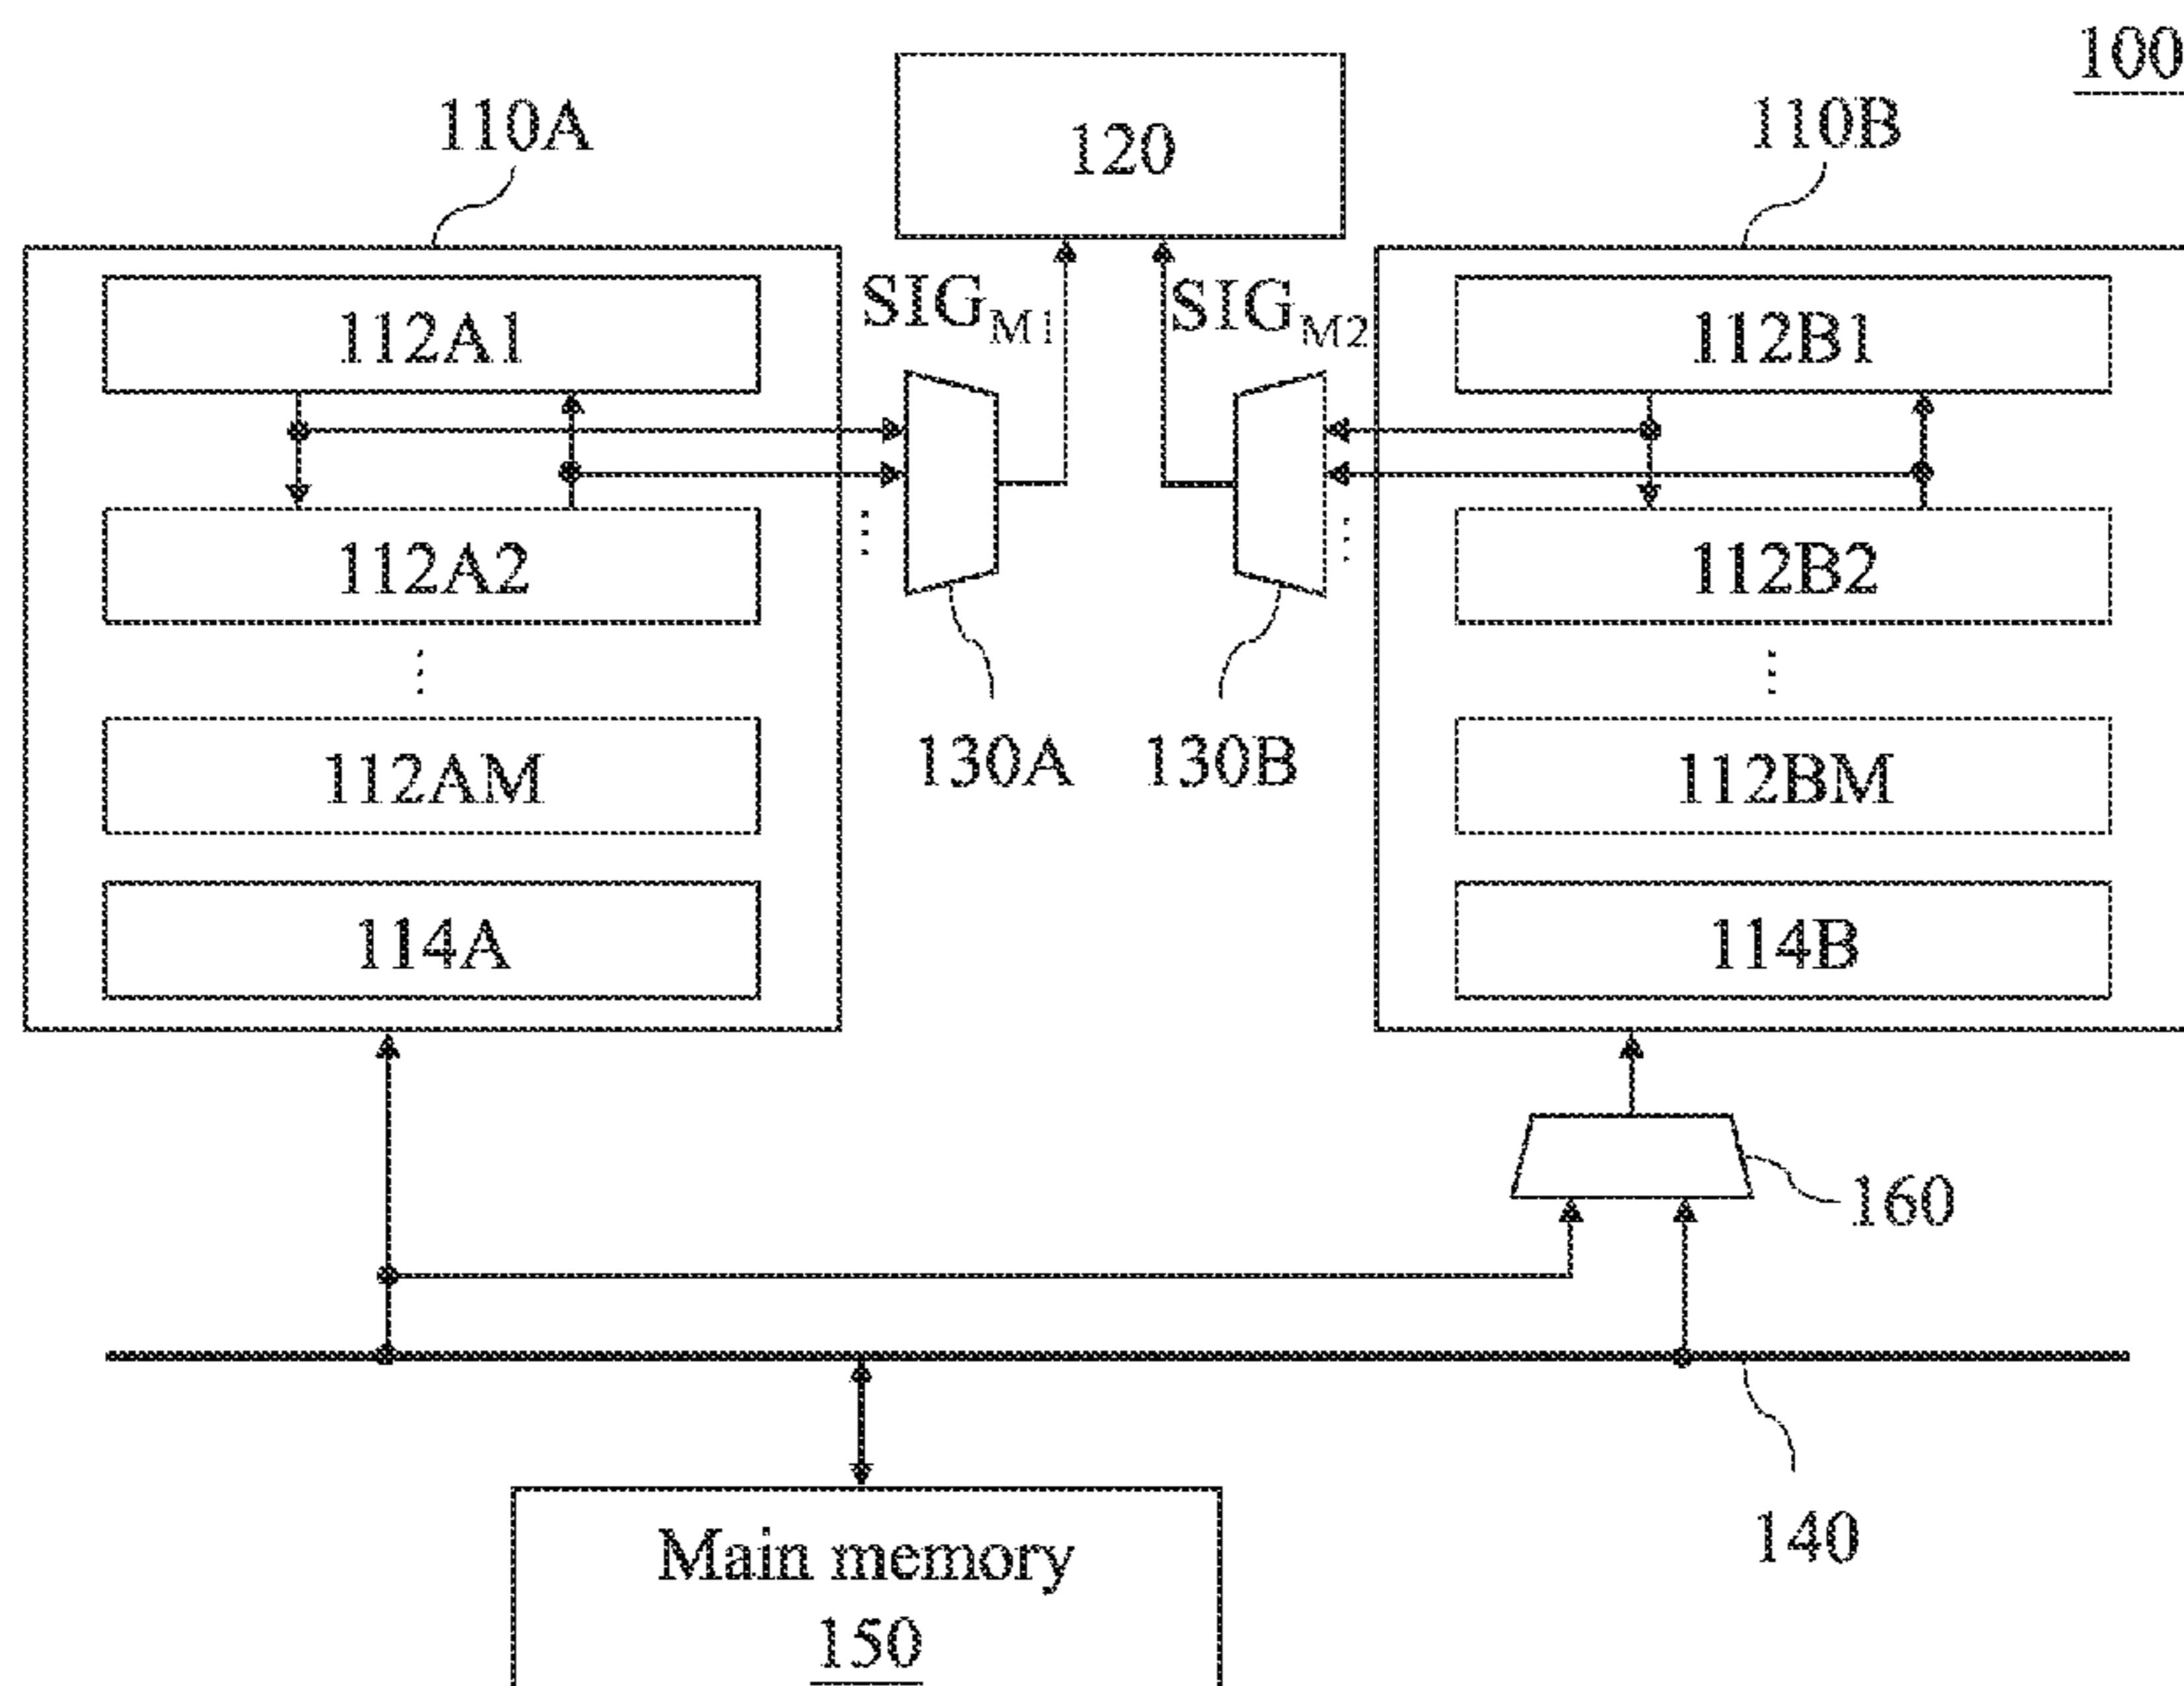 100
110A
120
110B
SIGM1
SIGM2
112A1
112B1
112A2
112B2
⋮
⋮
⋮
⋮
130A
130B
112AM
112BM
114A
114B
160
140
Main memory
150